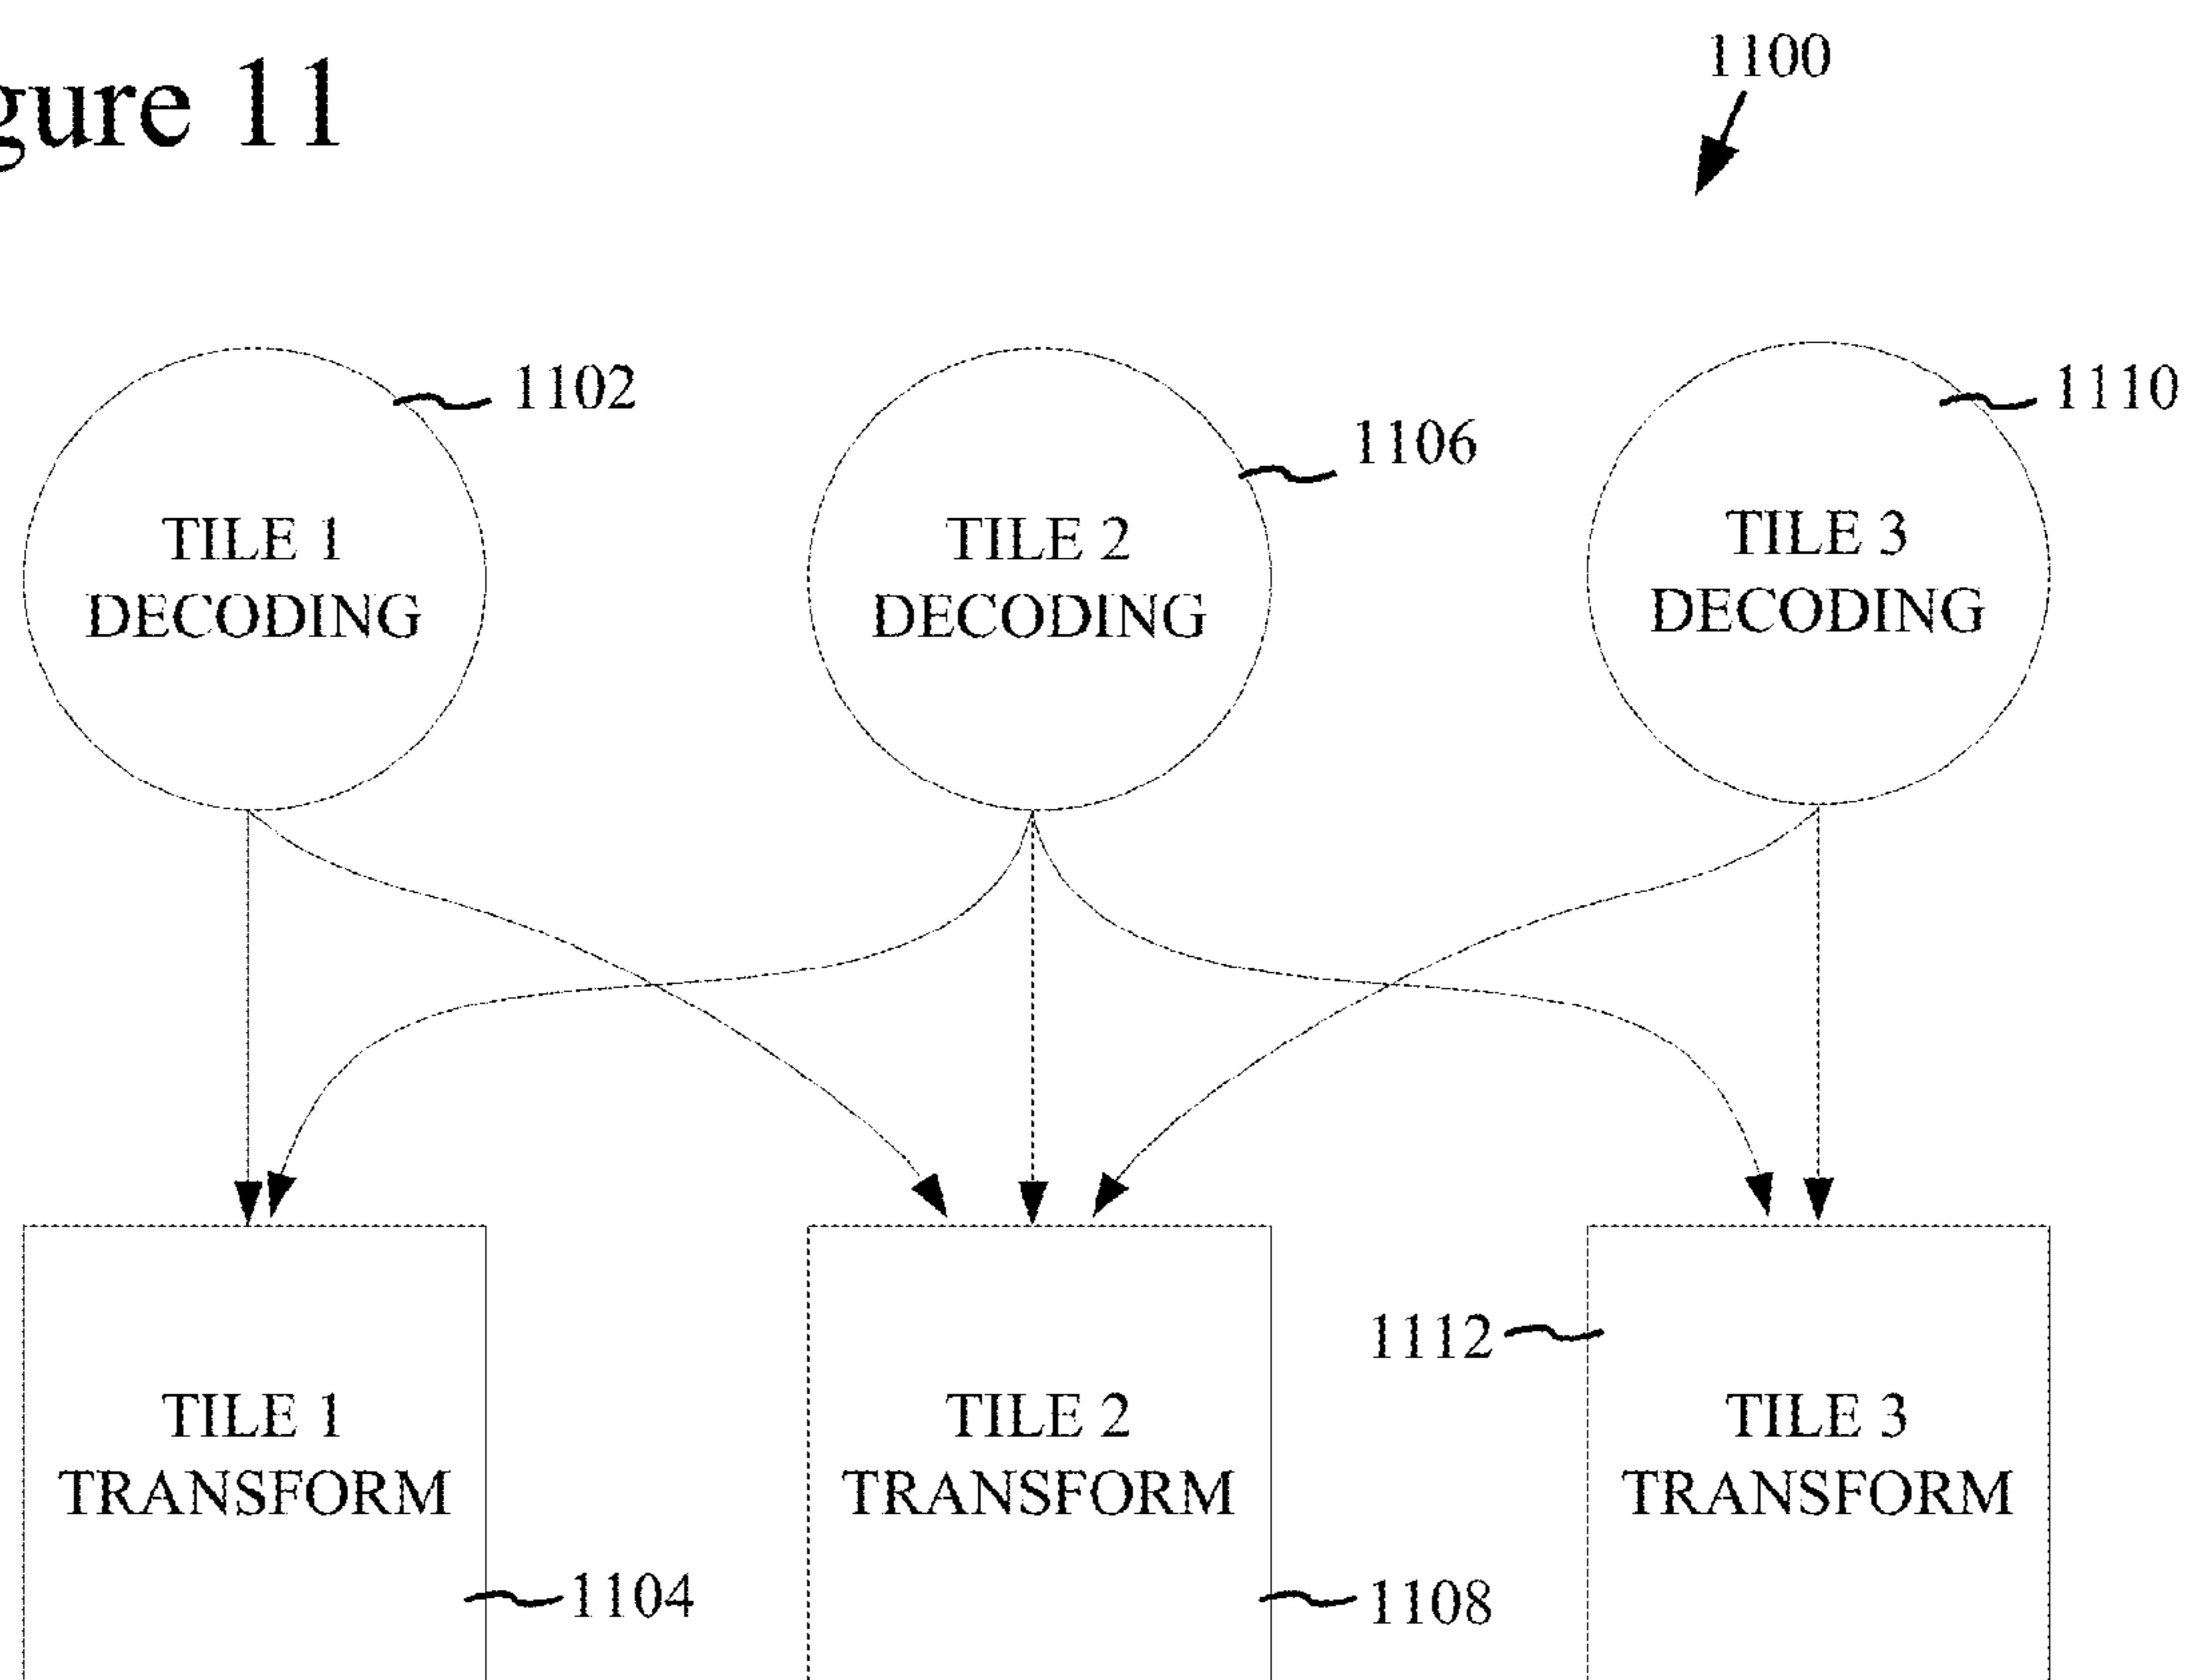 gure 11
1100
1102
1106
1110
TILE 1
DECODING
TILE 2
DECODING
TILE 3
DECODING
1112
TILE 1
TRANSFORM
TILE 2
TRANSFORM
TILE 3
TRANSFORM
1104
1108